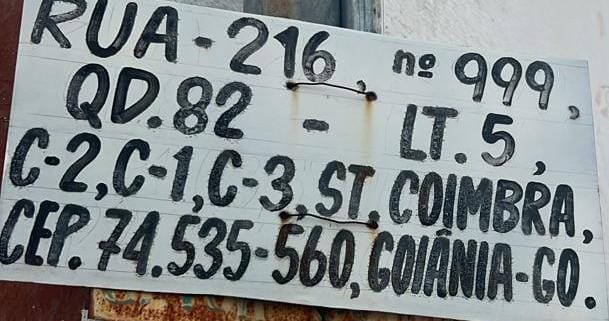 RUA - 216, nº 999,
QD. 82 - LT. 5,
C-2, C-1, C-3, ST. COIMBRA,
CEP. 74.535-560, GOIÂNIA-GO.